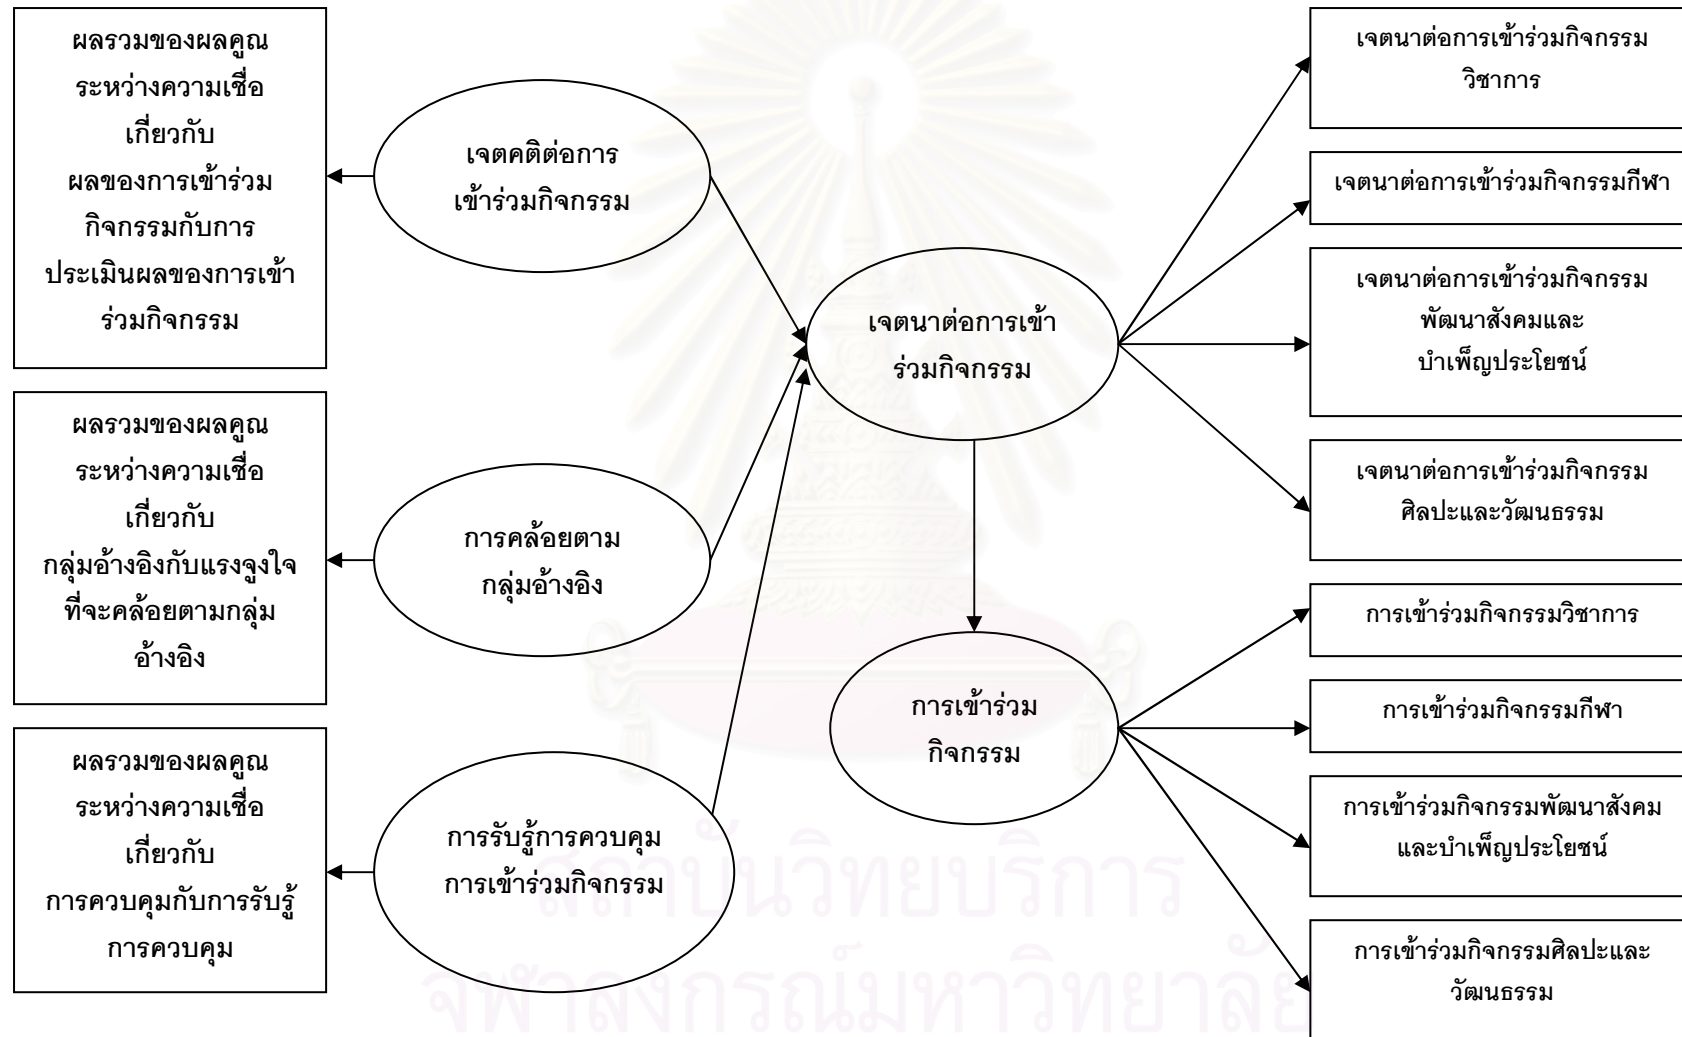 ผลรวมของผลคูณ
ระหว่างความเชื่อ
เกี่ยวกับ
ผลของการเข้าร่วม
กิจกรรมกับการ
ประเมินผลของการเข้า
ร่วมกิจกรรม
ผลรวมของผลคูณ
ระหว่างความเชื่อ
เกี่ยวกับ
กลุ่มอ้างอิงกับแรงจูงใจ
ที่จะคล้อยตามกลุ่ม
อ้างอิง
ผลรวมของผลคูณ
ระหว่างความเชื่อ
เกี่ยวกับ
การควบคุมกับการรับรู้
การควบคุม
เจตคติต่อการ
เข้าร่วมกิจกรรม
การคล้อยตาม
กลุ่มอ้างอิง
การรับรู้การควบคุม
การเข้าร่วมกิจกรรม
เจตนาต่อการเข้า
ร่วมกิจกรรม
การเข้าร่วม
กิจกรรม
เจตนาต่อการเข้าร่วมกิจกรรม
วิชาการ
เจตนาต่อการเข้าร่วมกิจกรรมกีฬา
เจตนาต่อการเข้าร่วมกิจกรรม
พัฒนาสังคมและ
บำเพ็ญประโยชน์
เจตนาต่อการเข้าร่วมกิจกรรม
ศิลปะและวัฒนธรรม
การเข้าร่วมกิจกรรมวิชาการ
การเข้าร่วมกิจกรรมกีฬา
การเข้าร่วมกิจกรรมพัฒนาสังคม
และบำเพ็ญประโยชน์
การเข้าร่วมกิจกรรมศิลปะและ
วัฒนธรรม
สถาบันวิทยบริการ
จุฬาลงกรณ์มหาวิทยาลัย